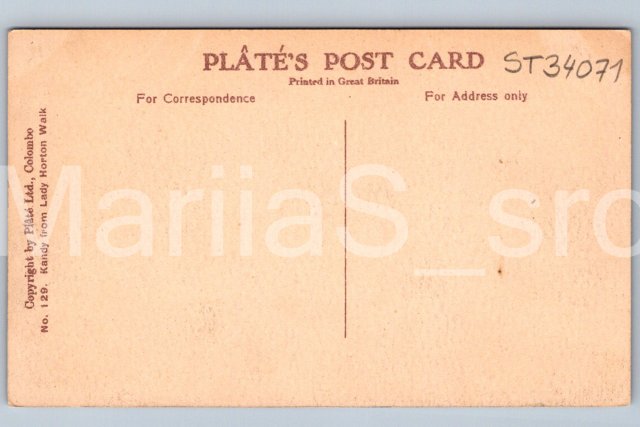 PLÂTÉ'S POST CARD
ST34071
Printed in Great Britain
For Correspondence
For Address only
Copyright by Plâté Ltd., Colombo
No. 129. Kandy from Lady Horton Walk
MariiaS_sro